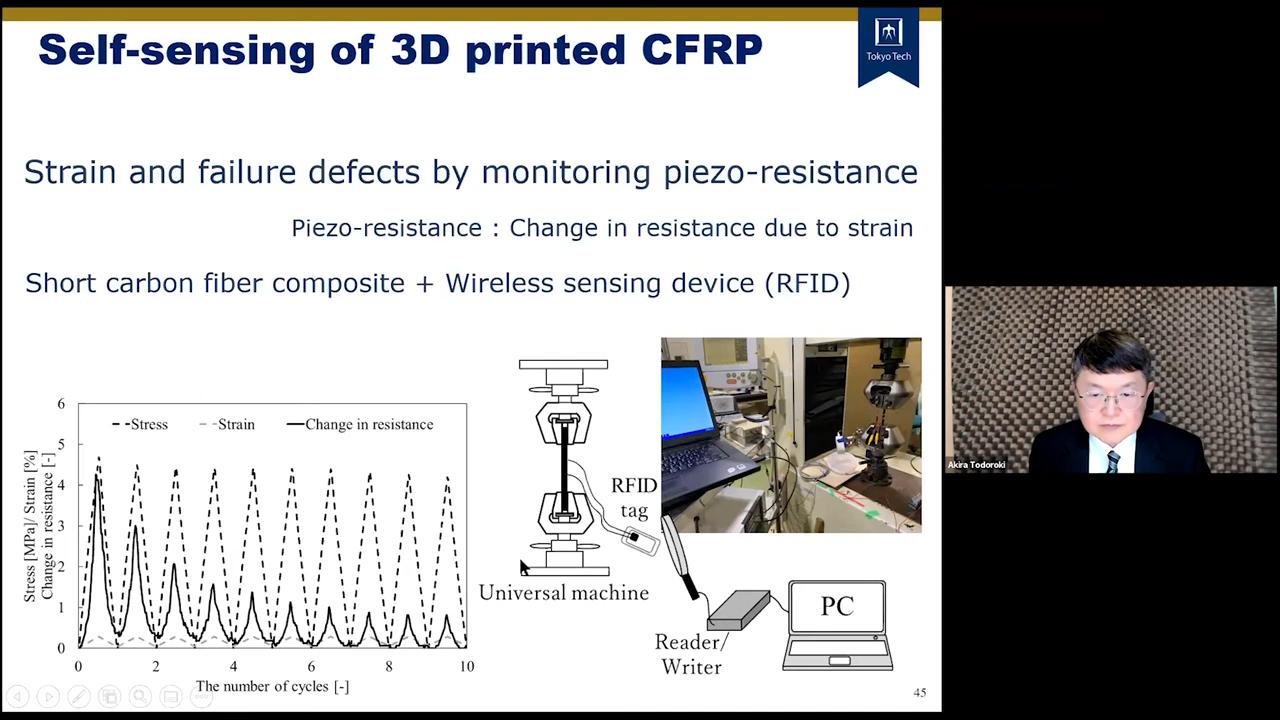 Self-sensing of 3D printed CFRP
Tokyo Tech
Strain and failure defects by monitoring piezo-resistance
Piezo-resistance : Change in resistance due to strain
Short carbon fiber composite + Wireless sensing device (RFID)
Stress [MPa]/ Strain [%]
Change in resistance [-]
6
5
4
3
2
1
0
Stress
Strain
Change in resistance
0
2
4
6
8
10
The number of cycles [-]
RFID
tag
Universal machine
Reader/
Writer
PC
45
Akira Todoroki